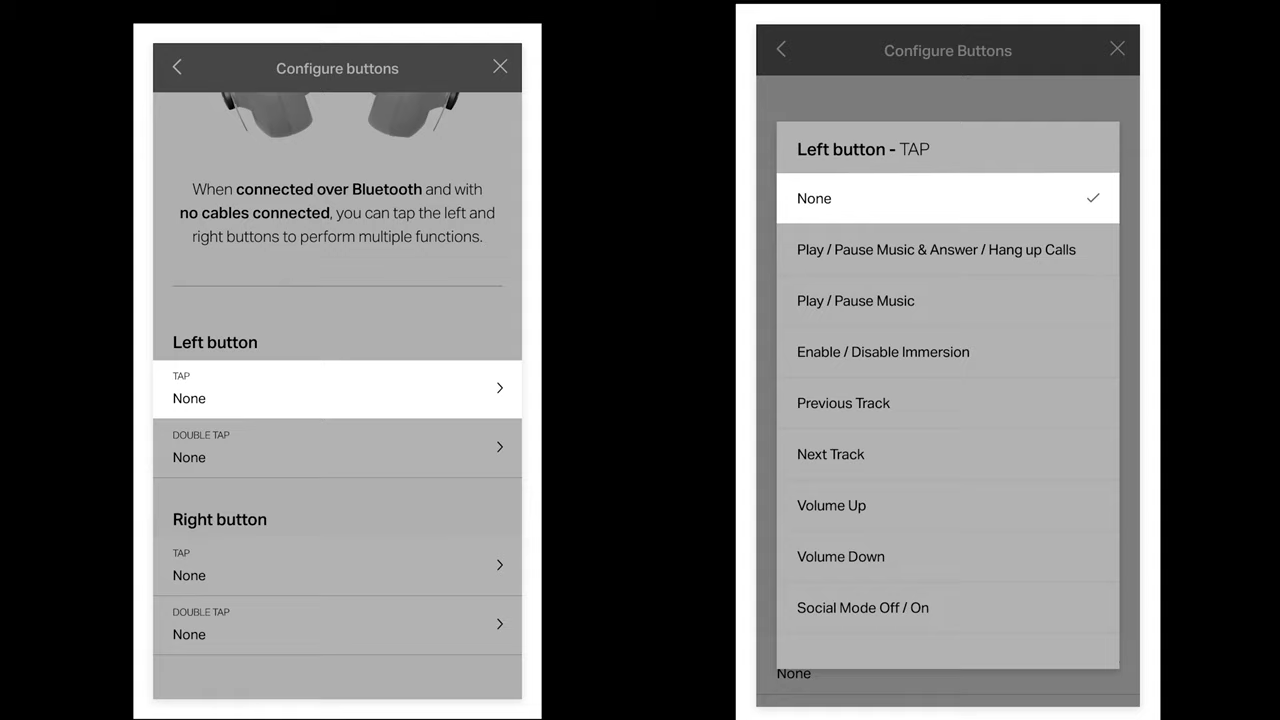 Configure buttons
When connected over Bluetooth and with
no cables connected, you can tap the left and
right buttons to perform multiple functions.
Left button
TAP
None
DOUBLE TAP
None
Right button
TAP
None
DOUBLE TAP
None
Configure Buttons
Left button - TAP
None
Play / Pause Music & Answer / Hang up Calls
Play / Pause Music
Enable / Disable Immersion
Previous Track
Next Track
Volume Up
Volume Down
Social Mode Off / On
None